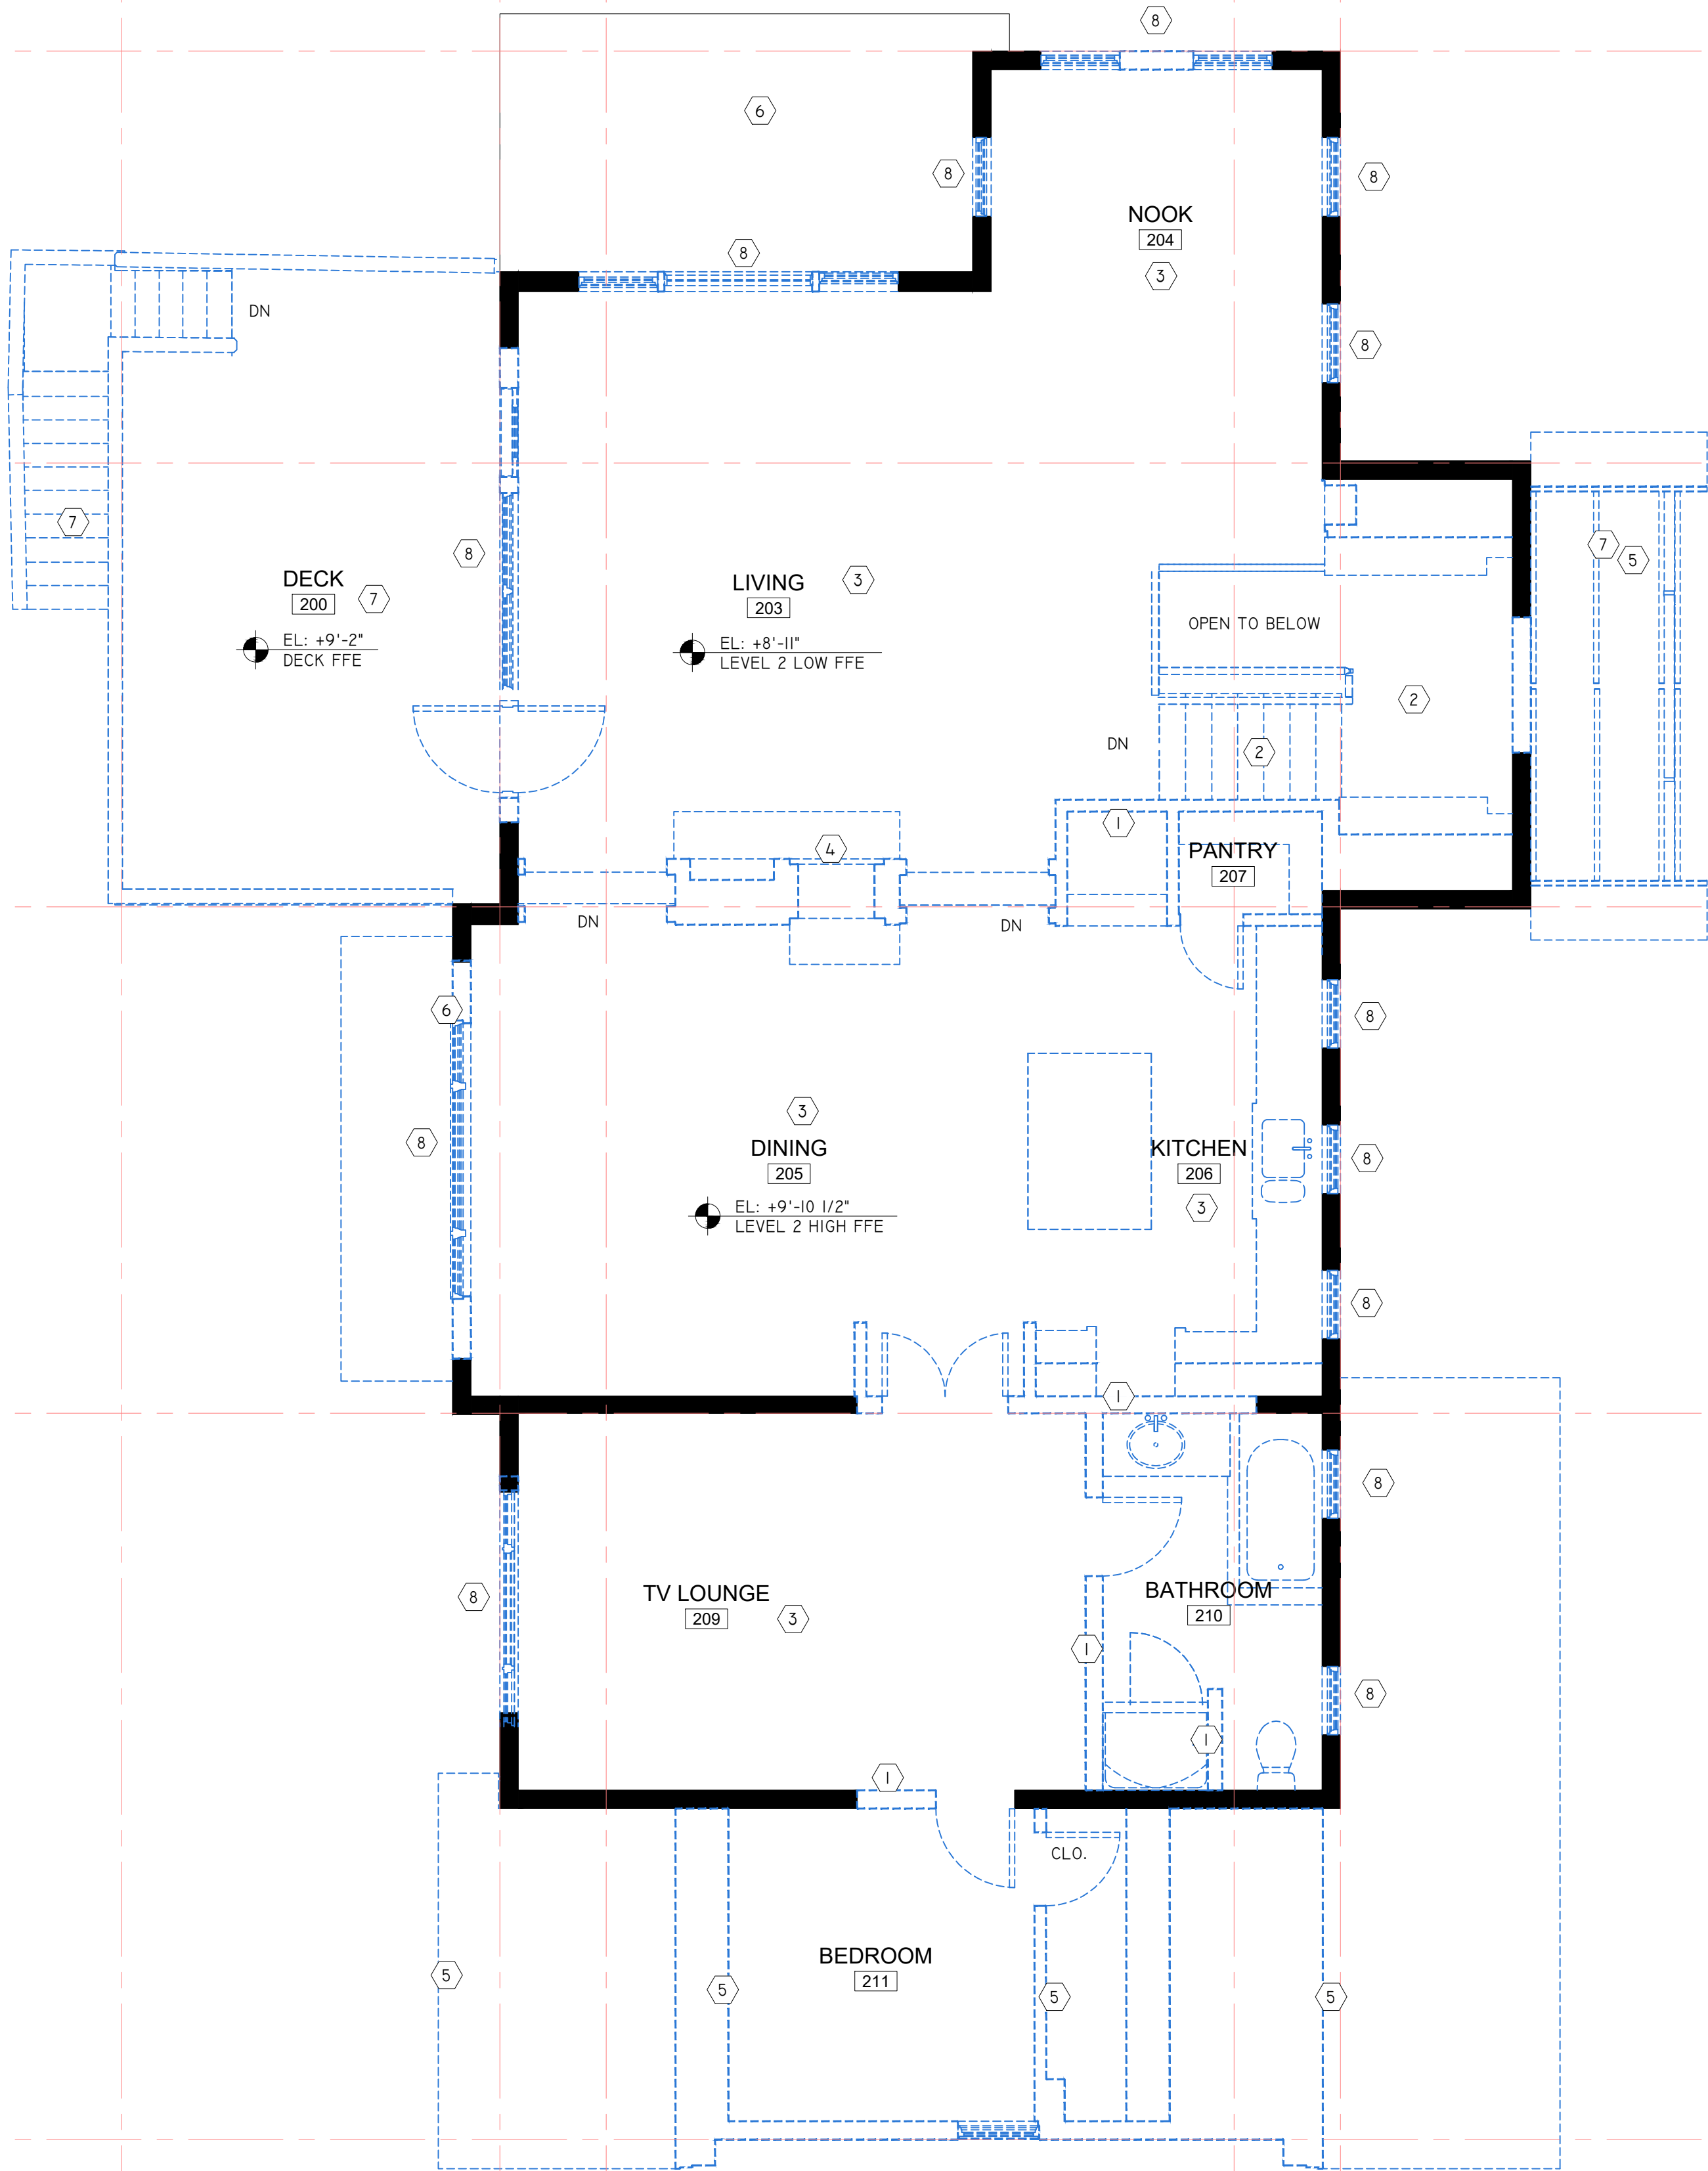 8
6
8
8
NOOK
204
3
8
DN
8
7
8
7
5
DECK
200
7
LIVING
203
3
OPEN TO BELOW
EL: +9'-2"
DECK FFE
EL: +8'-11"
LEVEL 2 LOW FFE
2
DN
2
1
4
PANTRY
207
DN
DN
6
8
3
8
DINING
205
KITCHEN
206
8
3
EL: +9'-10 1/2"
LEVEL 2 HIGH FFE
8
1
8
8
TV LOUNGE
209
3
BATHROOM
210
1
8
1
1
CLO.
BEDROOM
211
5
5
5
5